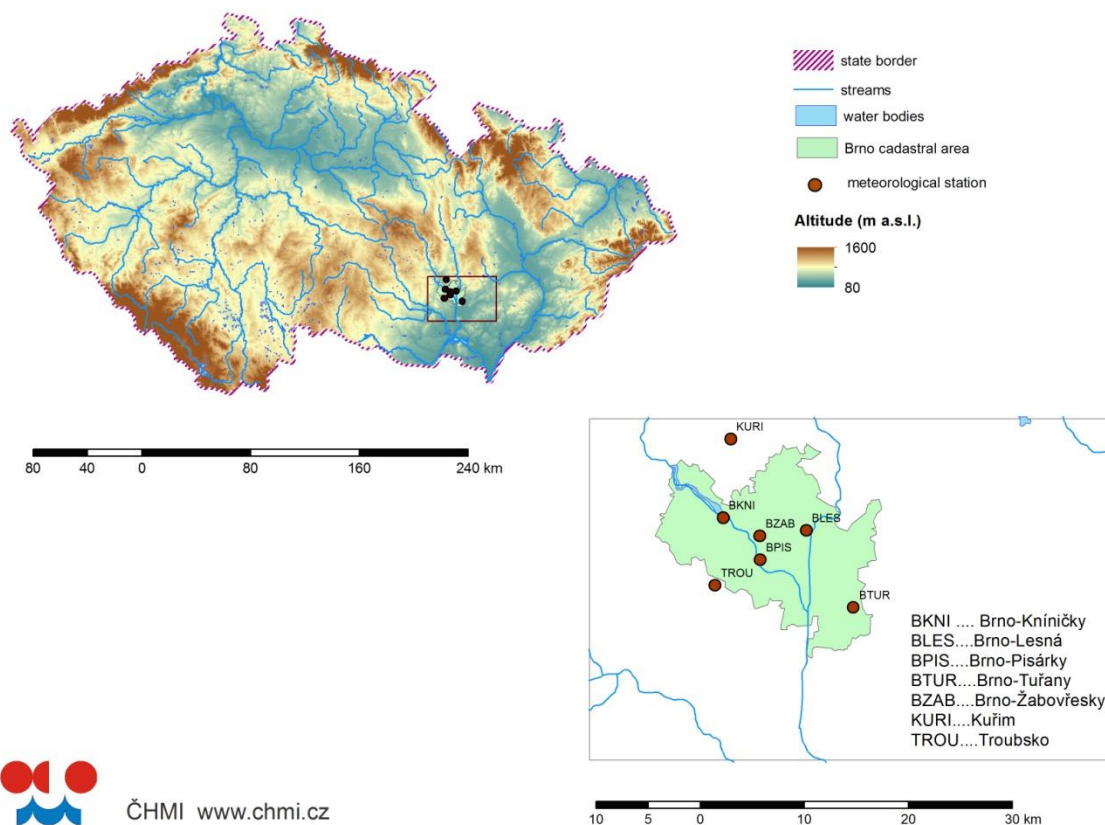 state border
streams
water bodies
Brno cadastral area
meteorological station
Altitude (m a.s.l.)
1600
80
80 40 0 80 160 240 km
KURI
BKNI
BZAB
BLES
BPIS
TROU
BTUR
BKNI .... Brno-Kníničky
BLES....Brno-Lesná
BPIS....Brno-Pisárky
BTUR....Brno-Tuřany
BZAB....Brno-Žabovřesky
KURI....Kuřim
TROU....Troubsko
ČHMI www.chmi.cz
10 5 0 10 20 30 km